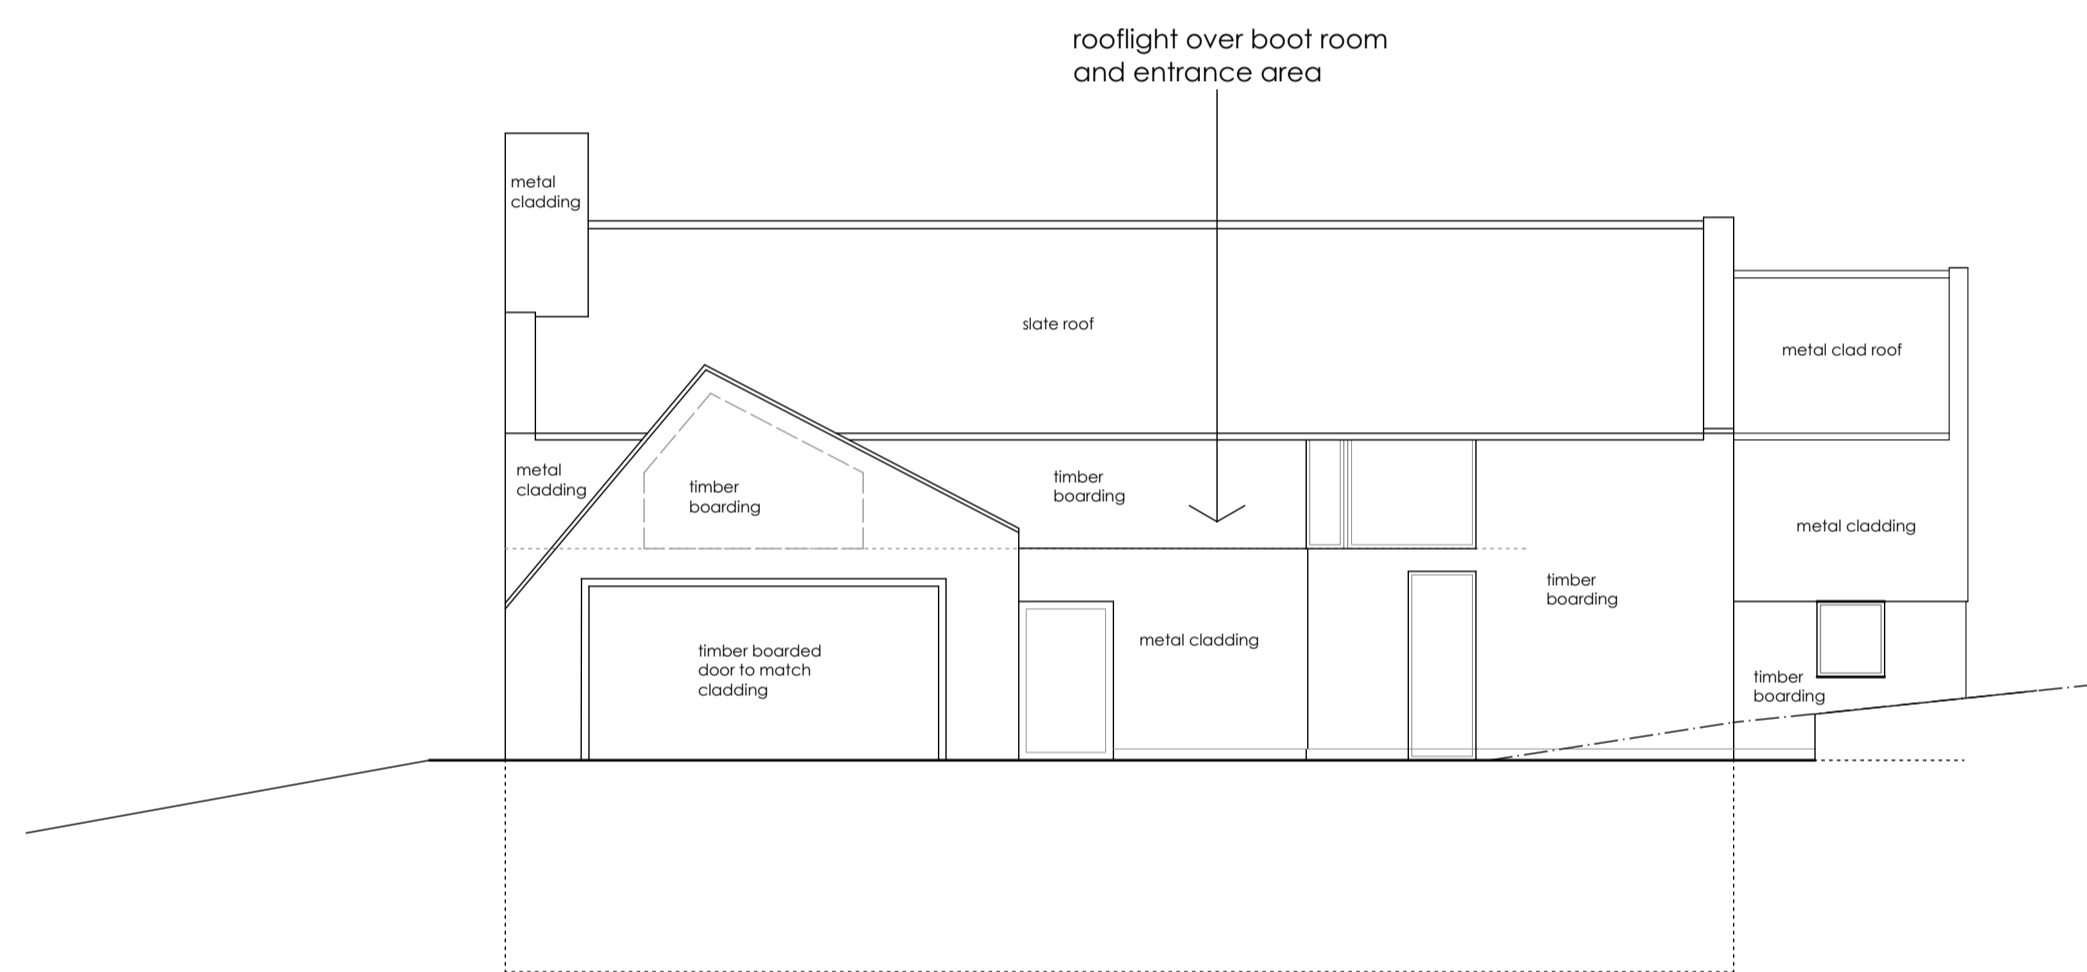 rooflight over boot room
and entrance area
metal
cladding
slate roof
metal clad roof
metal
cladding
timber
boarding
timber
boarding
metal cladding
timber
boarding
metal cladding
timber boarded
door to match
cladding
timber
boarding